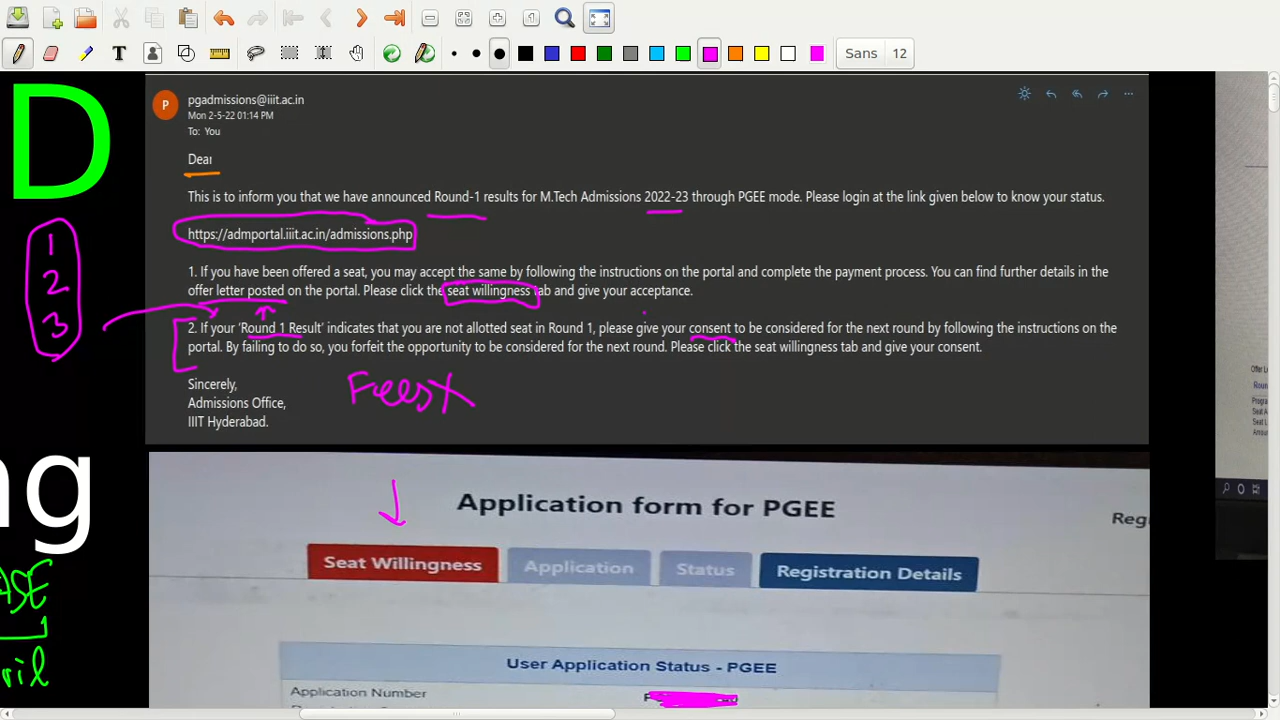 Sans 12
D
P
pgadmissions@iiit.ac.in
Mon 2-5-22 01:14 PM
To: You
Dear
This is to inform you that we have announced Round-1 results for M.Tech Admissions 2022-23 through PGEE mode. Please login at the link given below to know your status.
https://admportal.iiit.ac.in/admissions.php
1
2
3
1. If you have been offered a seat, you may accept the same by following the instructions on the portal and complete the payment process. You can find further details in the
offer letter posted on the portal. Please click the seat willingness tab and give your acceptance.
2. If your 'Round 1 Result' indicates that you are not allotted seat in Round 1, please give your consent to be considered for the next round by following the instructions on the
portal. By failing to do so, you forfeit the opportunity to be considered for the next round. Please click the seat willingness tab and give your consent.
Sincerely,
Admissions Office,
IIIT Hyderabad.
Fees X
ng
Application form for PGEE
Seat Willingness Application Status Registration Details
User Application Status - PGEE
Application Number